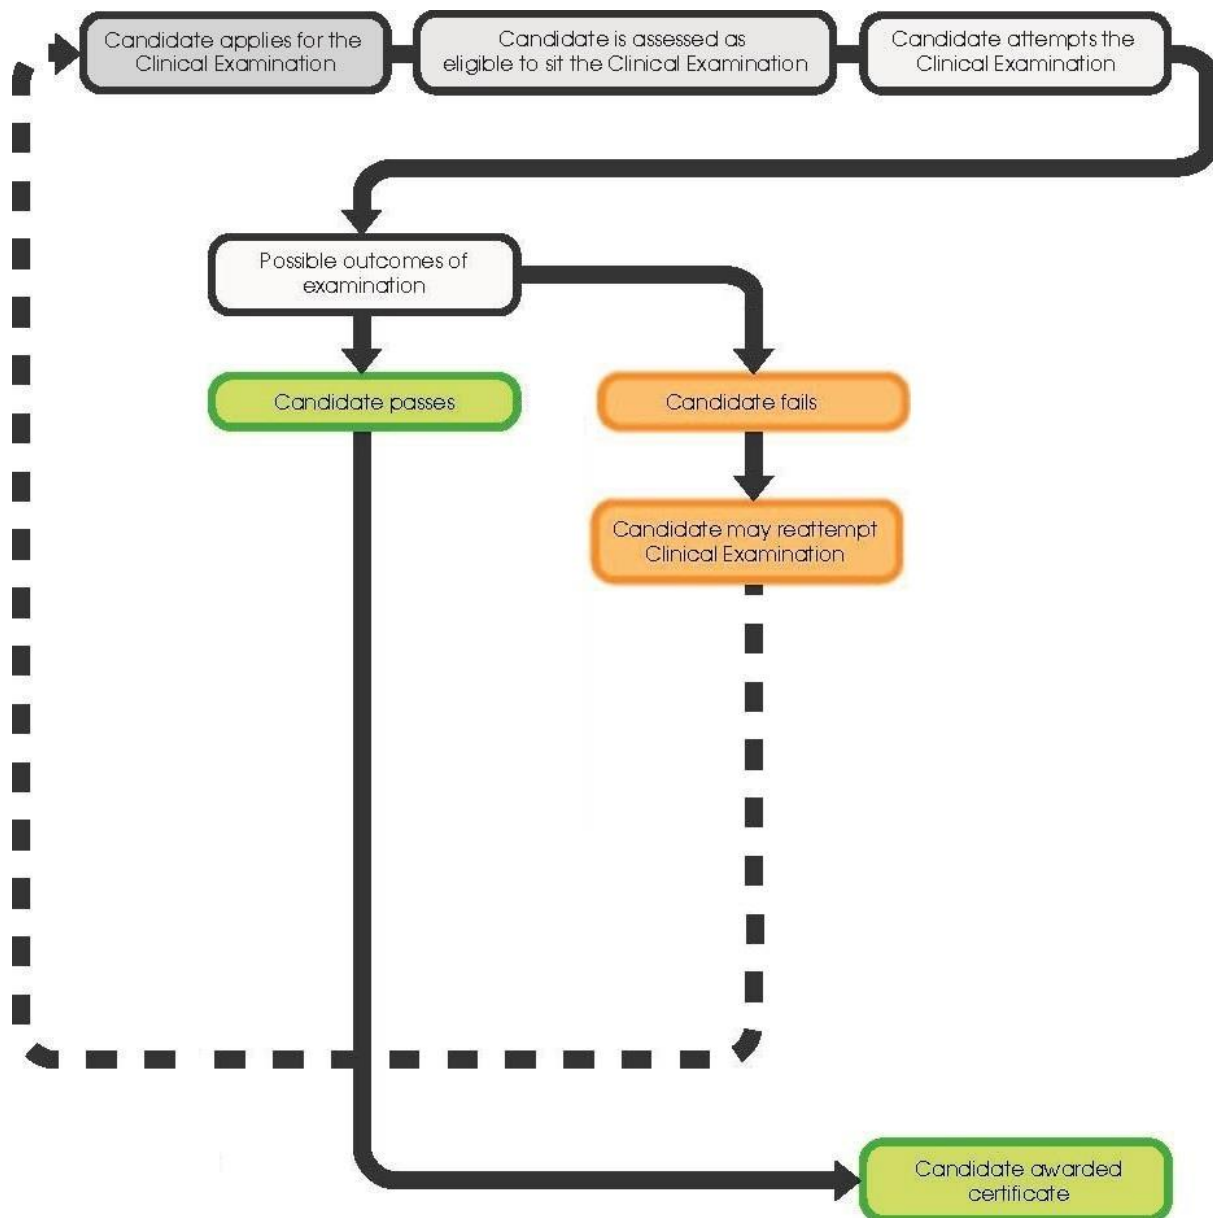 Candidate applies for the
Clinical Examination
Candidate is assessed as
eligible to sit the Clinical Examination
Candidate attempts the
Clinical Examination
Possible outcomes of
examination
Candidate passes
Candidate fails
Candidate may reattempt
Clinical Examination
Candidate awarded
certificate